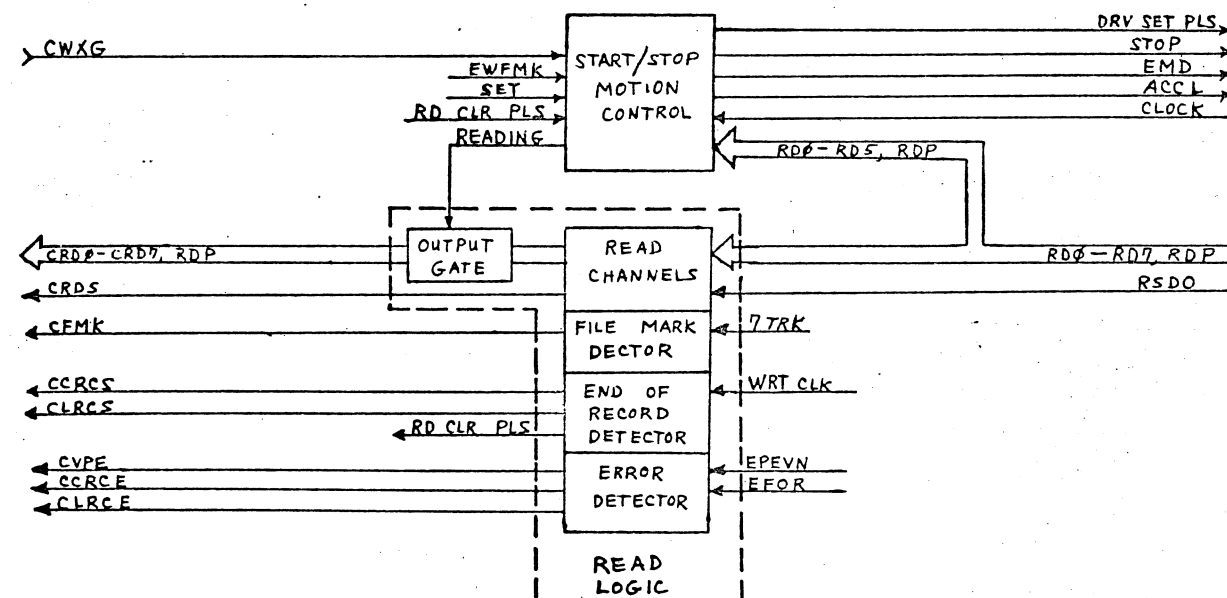 DRV SET PLS
CWXG
STOP
START/STOP
MOTION
CONTROL
EWFMK
EMD
SET
ACCL
RD CLR PLS
CLOCK
READING
RDØ-RD5, RDP
OUTPUT
GATE
READ
CHANNELS
CRDØ-CRD7, RDP
RDØ-RD7, RDP
CRDS
RSDO
CFMK
FILE MARK
DECTOR
7TRK
CCRCS
CLRCS
END OF
RECORD
DETECTOR
WRT CLK
RD CLR PLS
CVPE
CCRCE
CLRCE
ERROR
DETECTOR
EPEVN
EFOR
READ
LOGIC